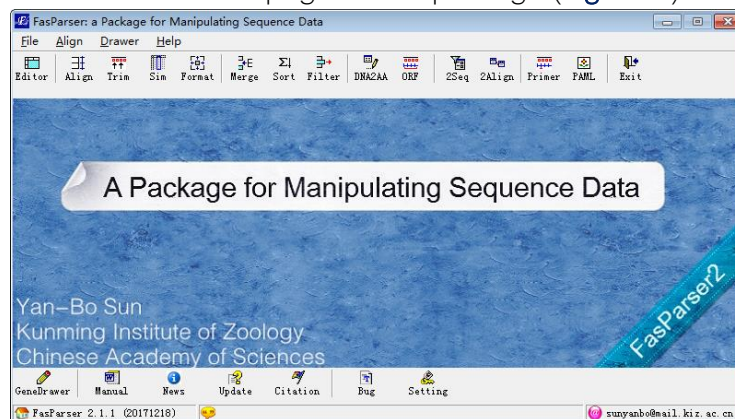 FasParser: a Package for Manipulating Sequence Data
File Align Drawer Help
Editor Align Trim Sim Format Merge Sort Filter DNA2AA ORF 2Seq 2Align Primer PAML Exit
A Package for Manipulating Sequence Data
Yan-Bo Sun
Kunming Institute of Zoology
Chinese Academy of Sciences
FasParser2
GeneDrawer Manual News Update Citation Bug Setting
FasParser 2.1.1 (20171218) sunyanbo@mail.kiz.ac.cn